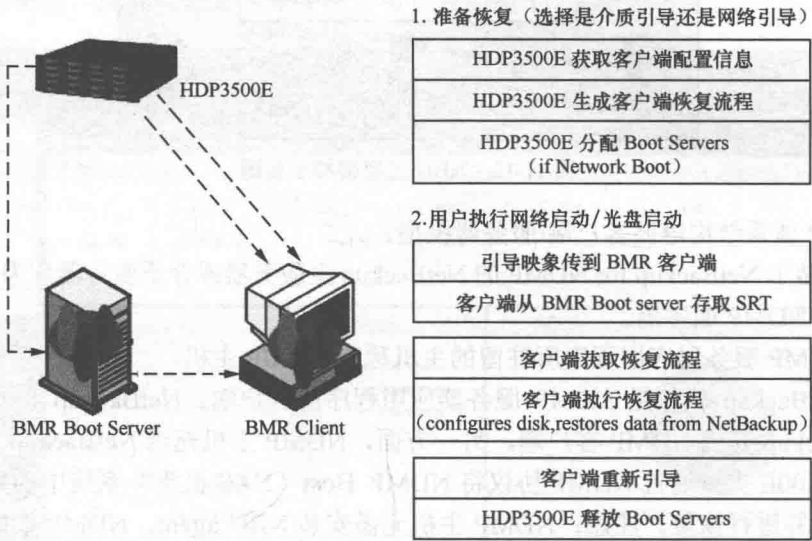 1. 准备恢复（选择是介质引导还是网络引导）
HDP3500E 获取客户端配置信息
HDP3500E 生成客户端恢复流程
HDP3500E 分配 Boot Servers
（if Network Boot）
2.用户执行网络启动/光盘启动
引导映象传到 BMR 客户端
客户端从 BMR Boot server 存取 SRT
客户端获取恢复流程
客户端执行恢复流程
（configures disk,restores data from NetBackup）
客户端重新引导
HDP3500E 释放 Boot Servers
HDP3500E
BMR Boot Server
BMR Client